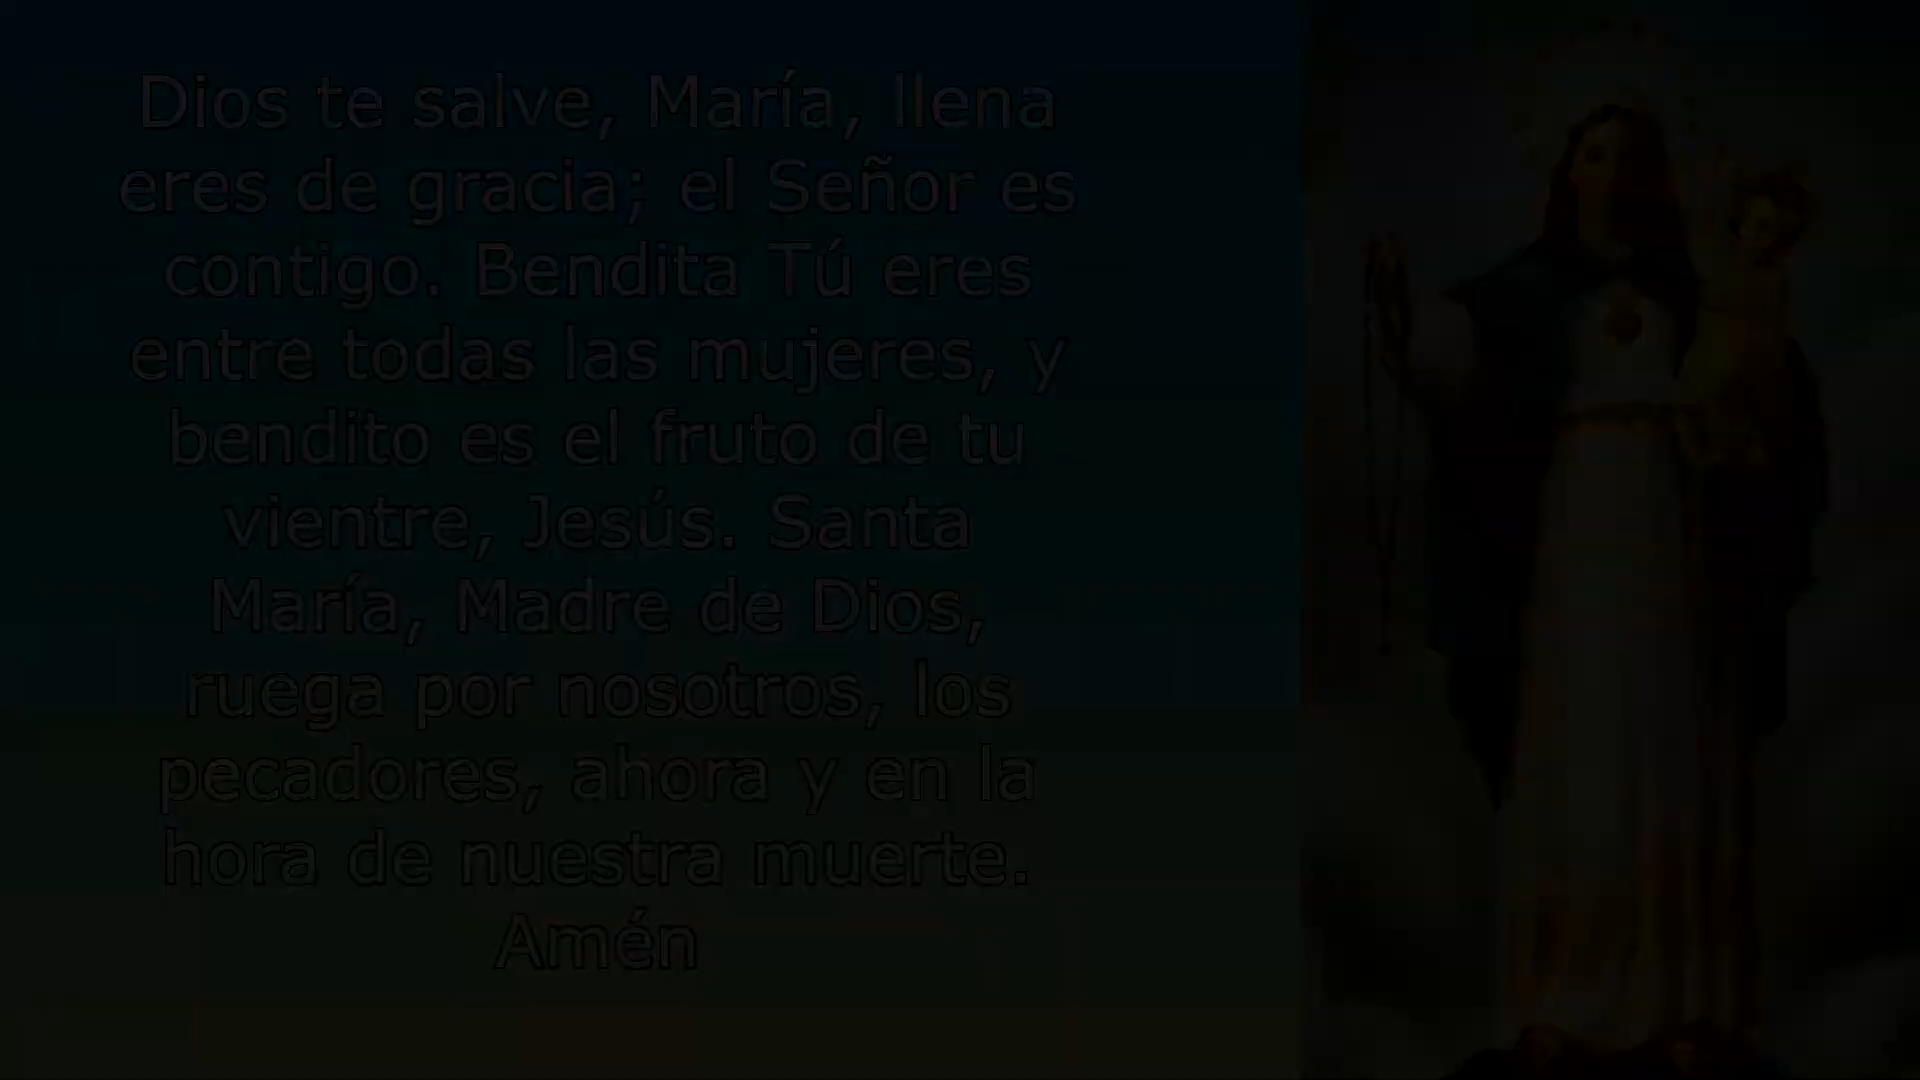 Dios te salve, María, llena
eres de gracia; el Señor es
contigo. Bendita Tú eres
entre todas las mujeres, y
bendito es el fruto de tu
vientre, Jesús. Santa
María, Madre de Dios,
ruega por nosotros, los
pecadores, ahora y en la
hora de nuestra muerte.
Amén